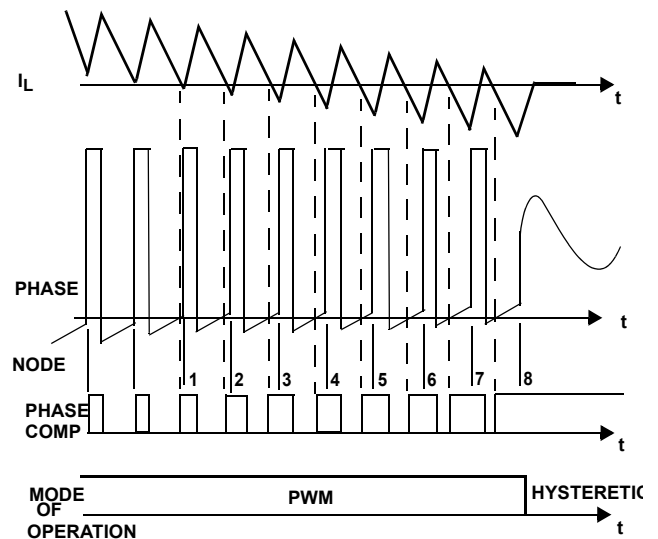 IL
t
PHASE
NODE
t
1 2 3 4 5 6 7 8
PHASE
COMP
t
MODE
OF
OPERATION
PWM
HYSTERETIC
t